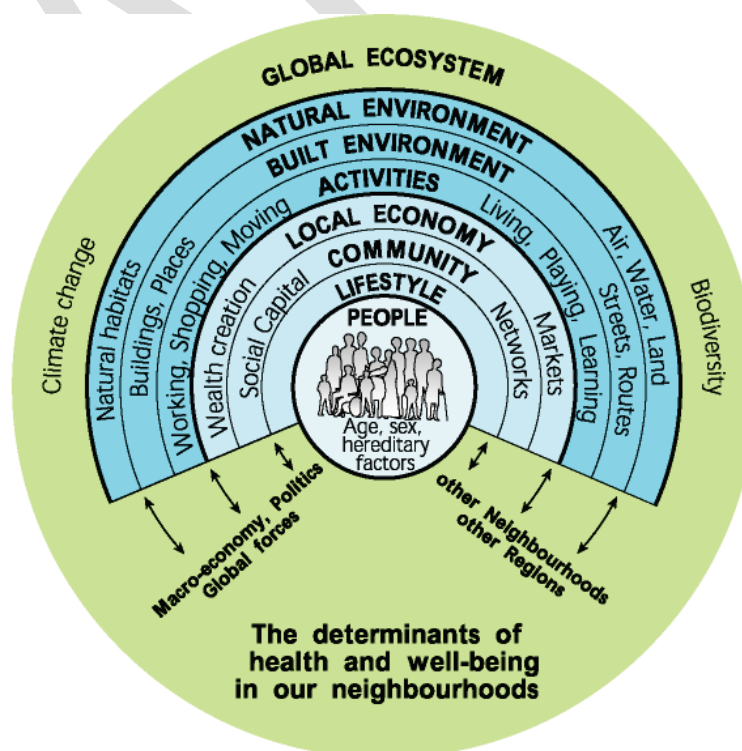 GLOBAL ECOSYSTEM
NATURAL ENVIRONMENT
BUILT ENVIRONMENT
ACTIVITIES
LOCAL ECONOMY
COMMUNITY
LIFESTYLE
PEOPLE
Age, sex,
hereditary
factors
Climate change
Natural habitats
Buildings, Places
Working, Shopping, Moving
Wealth creation
Social Capital
Networks
Markets
Living, Playing, Learning
Streets, Routes
Air, Water, Land
Biodiversity
Macro-economy, Politics
Global forces
other Neighbourhoods
other Regions
The determinants of
health and well-being
in our neighbourhoods